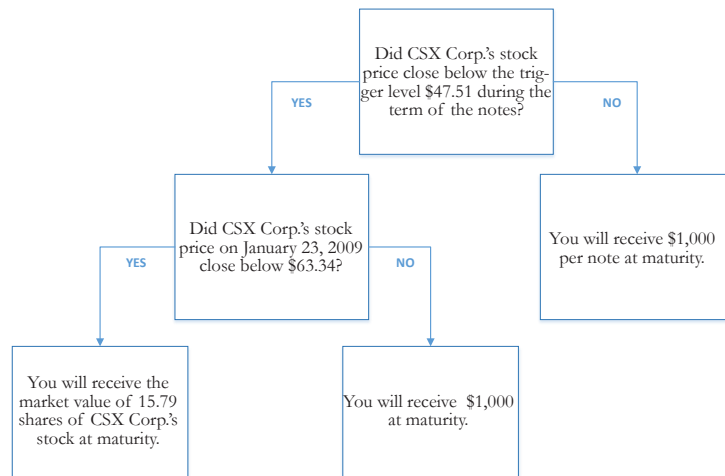 Did CSX Corp.'s stock
price close below the trig-
ger level $47.51 during the
term of the notes?
YES
NO
Did CSX Corp.'s stock
price on January 23, 2009
close below $63.34?
You will receive $1,000
per note at maturity.
YES
NO
You will receive the
market value of 15.79
shares of CSX Corp.'s
stock at maturity.
You will receive $1,000
at maturity.